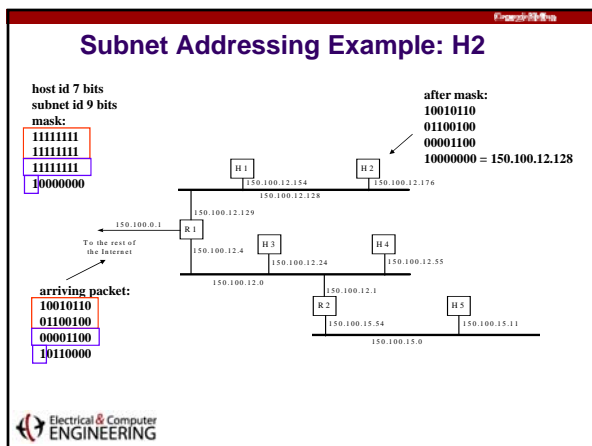 Carnegie Mellon
Subnet Addressing Example: H2
host id 7 bits
subnet id 9 bits
mask:
11111111
11111111
11111111
10000000
after mask:
10010110
01100100
00001100
10000000 = 150.100.12.128
H 1
H 2
150.100.12.154
150.100.12.176
150.100.12.128
150.100.12.129
150.100.0.1
R 1
To the rest of
the Internet
H 3
H 4
150.100.12.4
150.100.12.24
150.100.12.55
150.100.12.0
150.100.12.1
arriving packet:
10010110
01100100
00001100
10110000
R 2
H 5
150.100.15.54
150.100.15.11
150.100.15.0
Electrical & Computer
ENGINEERING